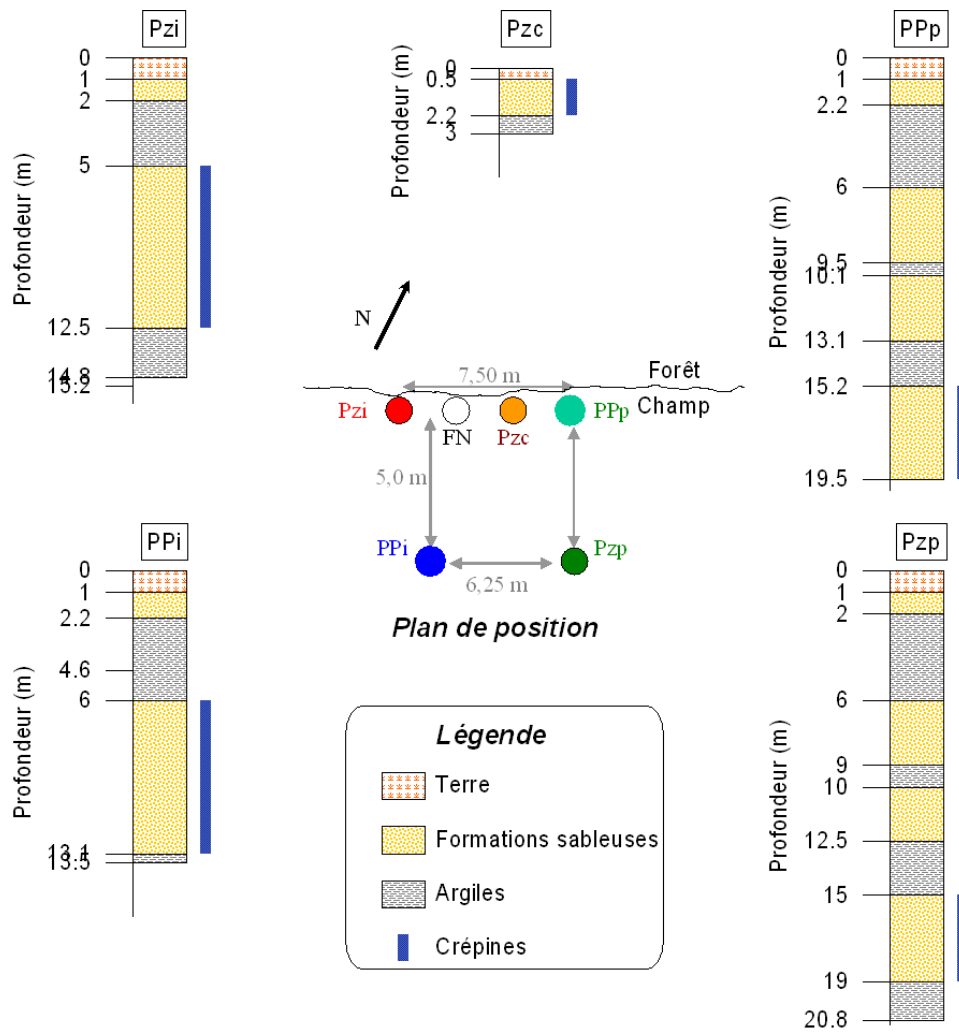 Pzi
0
1
2
5
12.5
15.2
Profondeur (m)
Pzc
0
0.5
2.2
3
Profondeur (m)
PPp
0
1
2.2
6
9.5
10.1
13.1
15.2
19.5
Profondeur (m)
N
7,50 m
Forêt
Champ
Pzi
FN
Pzc
PPp
5,0 m
PPi
Pzp
6,25 m
Plan de position
PPi
0
1
2.2
4.6
6
13.5
Profondeur (m)
Légende
Terre
Formations sableuses
Argiles
Crépines
Pzp
0
1
2
6
9
10
12.5
15
19
20.8
Profondeur (m)